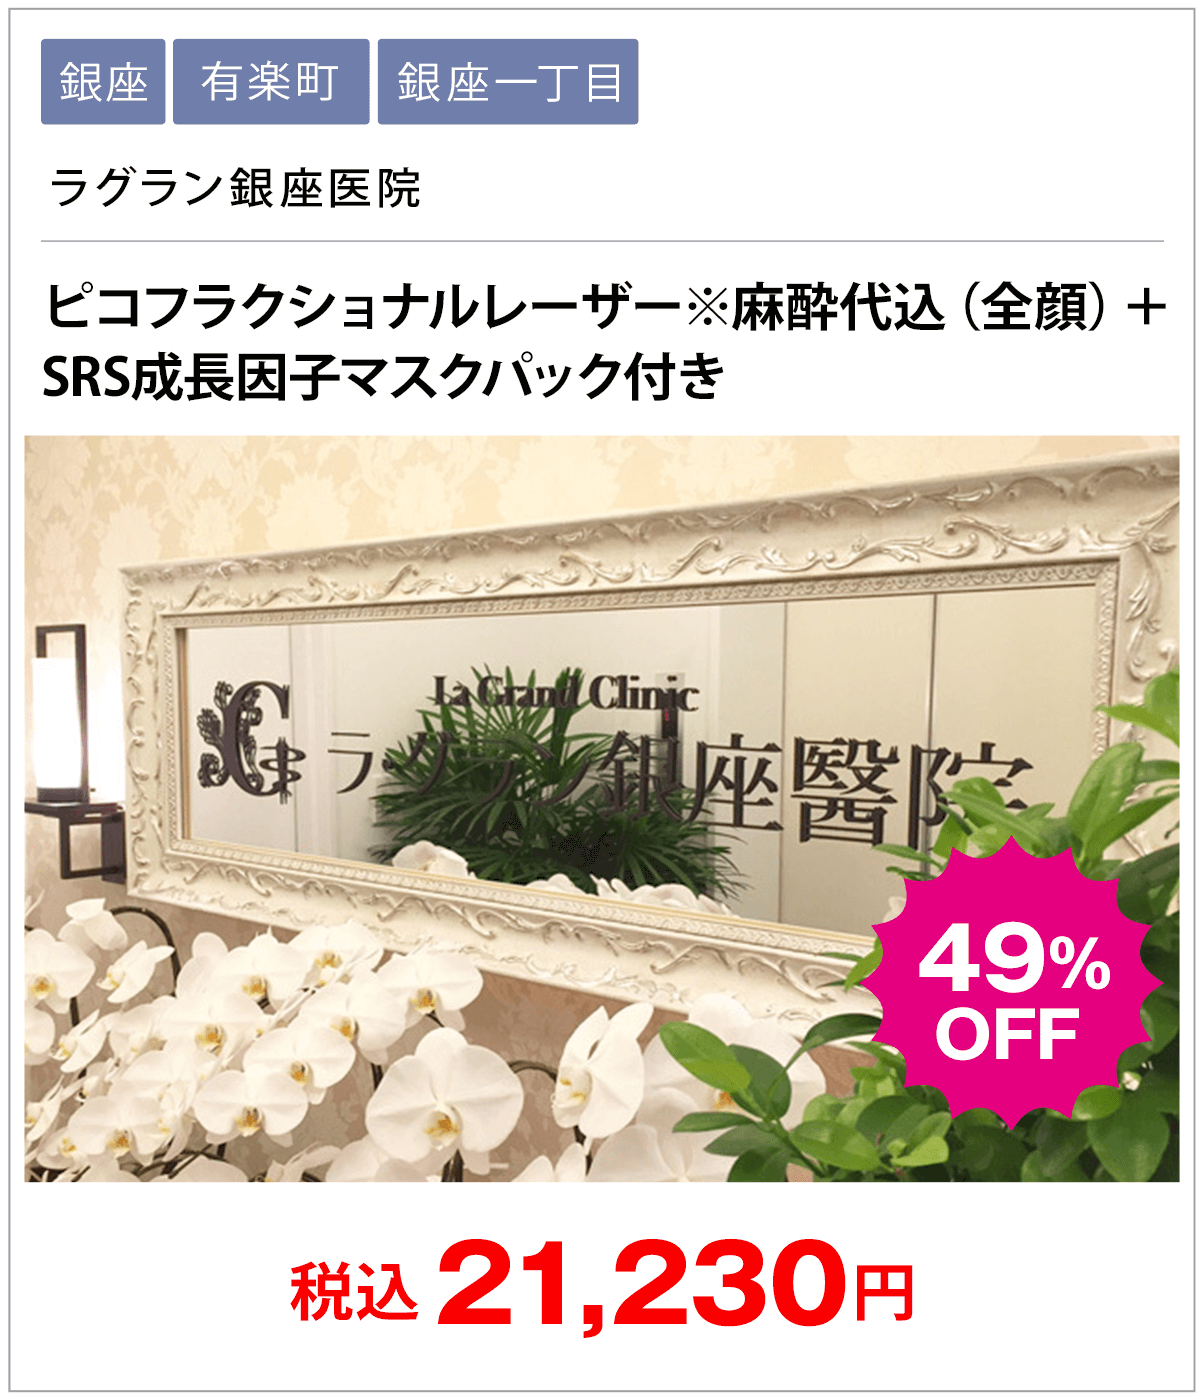 銀座 有楽町 銀座一丁目
ラグラン銀座医院
ピコフラクショナルレーザー※麻酔代込（全顔）＋
SRS成長因子マスクパック付き
La Grand Clinic
ラ・グラン銀座醫院
49%
OFF
税込 21,230円